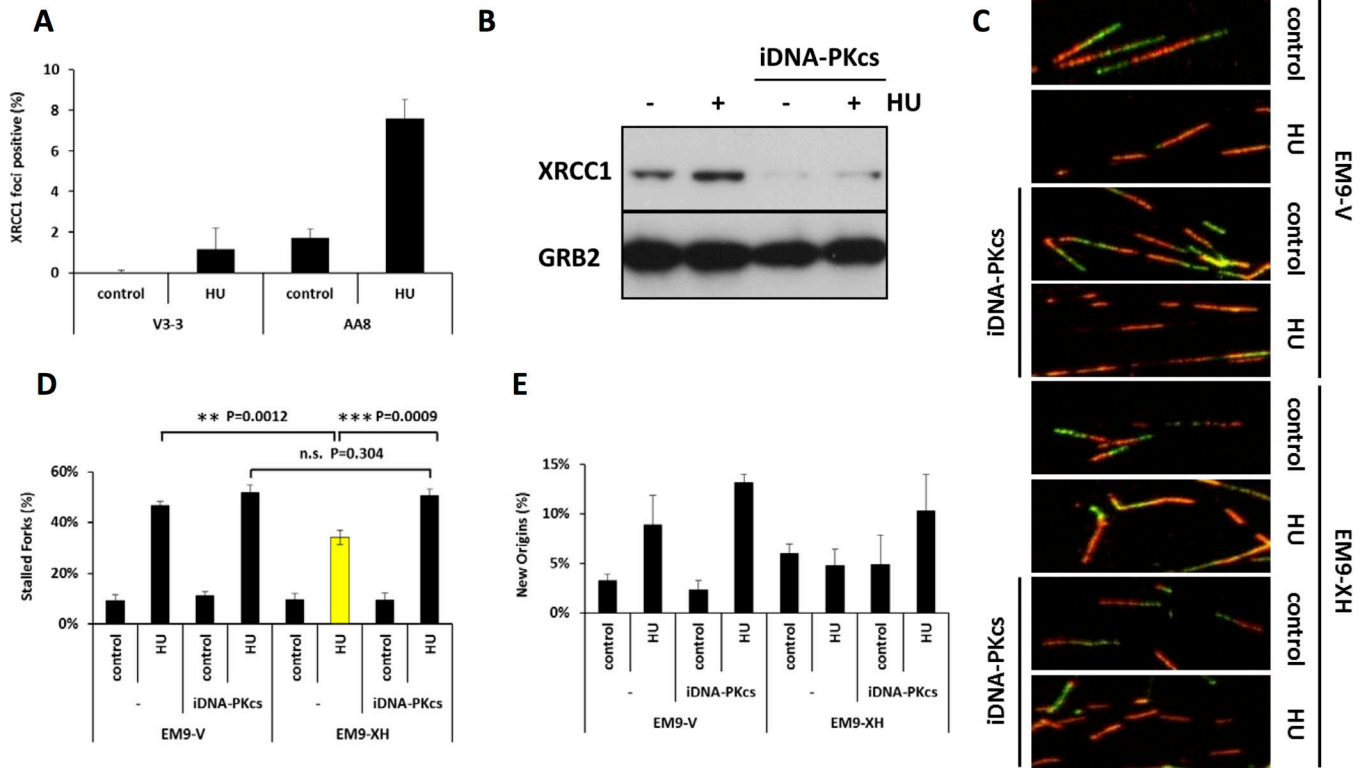 A
XRCC1 foci positive (%)
10
8
6
4
2
0
control HU control HU
V3-3 AA8
B
iDNA-PKcs
- + - + HU
XRCC1
GRB2
C
control
HU
control
HU
iDNA-PKcs
EM9-V
control
HU
control
HU
iDNA-PKcs
EM9-XH
D
** P=0.0012 *** P=0.0009
n.s. P=0.304
Stalled Forks (%)
60%
40%
20%
0%
control HU control HU control HU control HU
- iDNA-PKcs - iDNA-PKcs
EM9-V EM9-XH
E
New Origins (%)
15%
10%
5%
0%
control HU control HU control HU control HU
- iDNA-PKcs - iDNA-PKcs
EM9-V EM9-XH